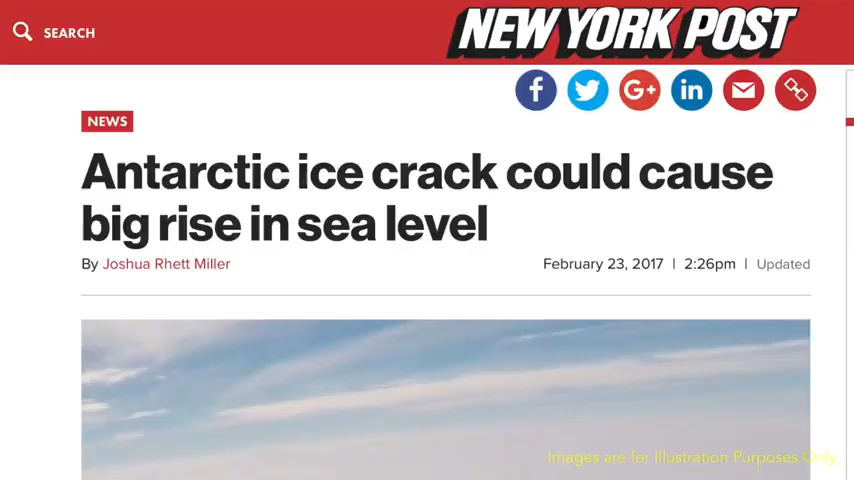 SEARCH
NEW YORK POST
NEWS
Antarctic ice crack could cause
big rise in sea level
By Joshua Rhett Miller
February 23, 2017 | 2:26pm | Updated
Images are for Illustration Purposes Only